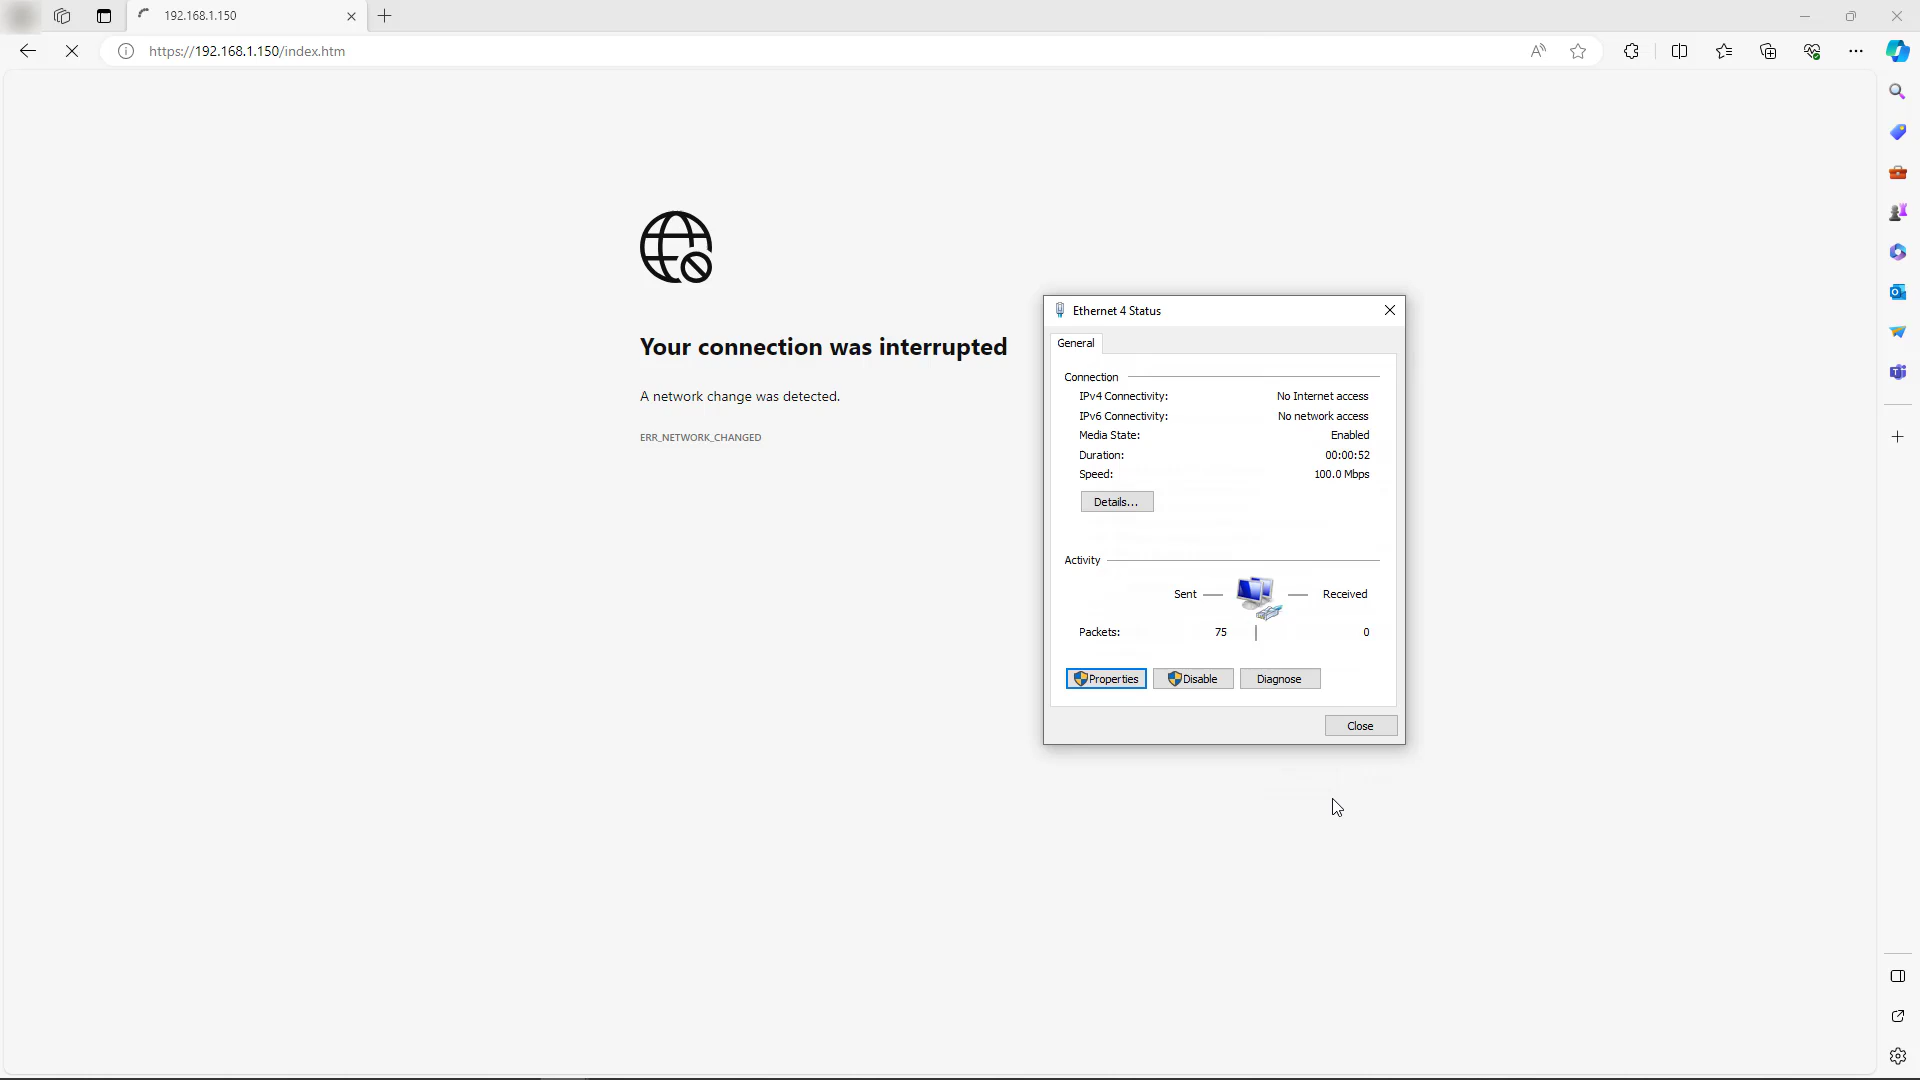 192.168.1.150
https://192.168.1.150/index.htm
Your connection was interrupted
A network change was detected.
ERR_NETWORK_CHANGED
Ethernet 4 Status
General
Connection
IPv4 Connectivity: No Internet access
IPv6 Connectivity: No network access
Media State: Enabled
Duration: 00:00:52
Speed: 100.0 Mbps
Details...
Activity
Sent Received
Packets: 75 0
Properties Disable Diagnose
Close